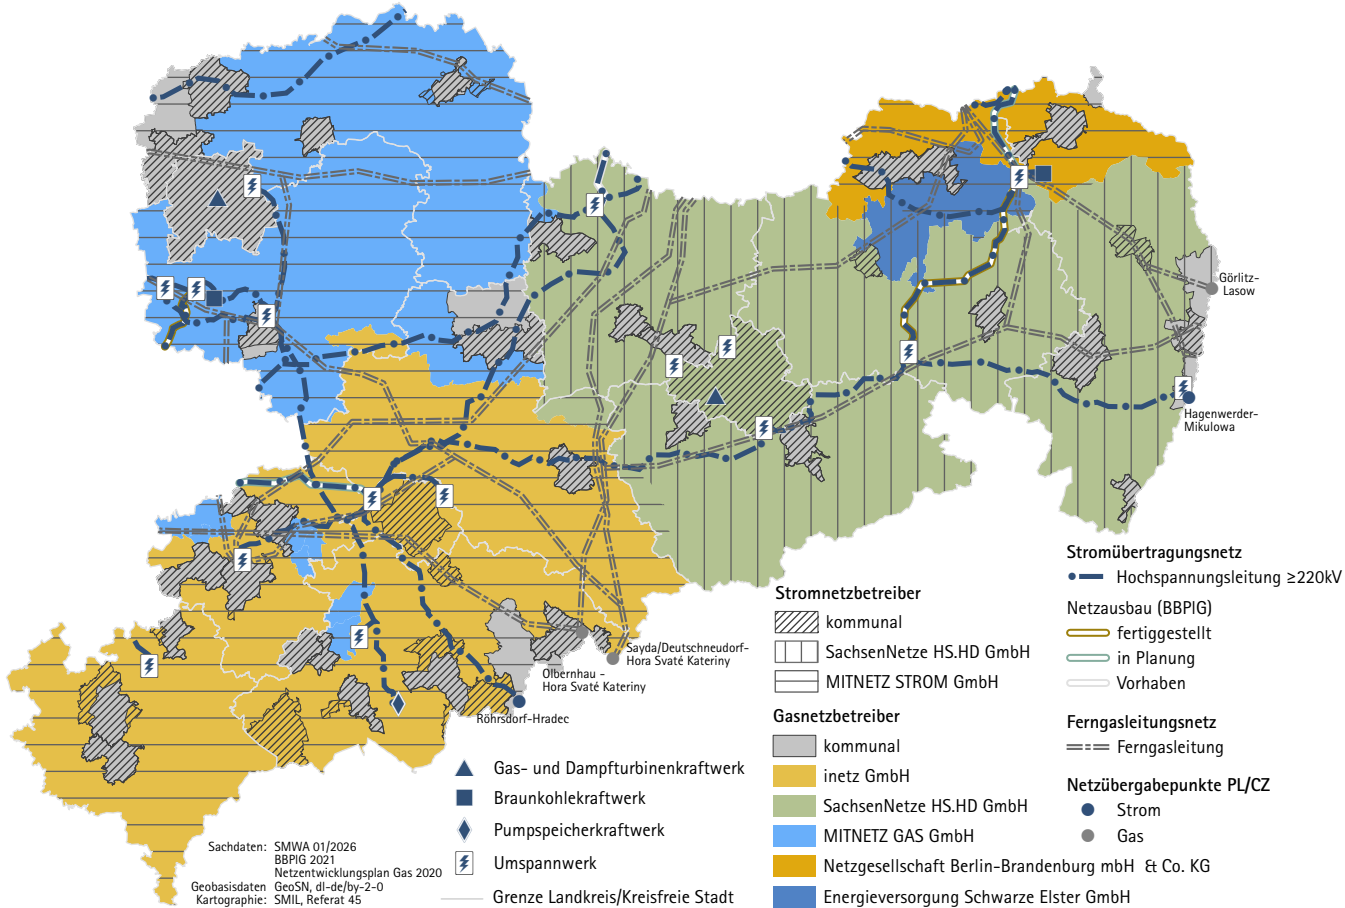 Görlitz-
Lasow
Hagenwerder-
Mikulowa
Sayda/Deutschneudorf-
Hora Svaté Kateriny
Olbernhau -
Hora Svaté Kateriny
Röhrsdorf-Hradec
Gas- und Dampfturbinenkraftwerk
Braunkohlekraftwerk
Pumpspeicherkraftwerk
Umspannwerk
Grenze Landkreis/Kreisfreie Stadt
Stromnetzbetreiber
kommunal
SachsenNetze HS.HD GmbH
MITNETZ STROM GmbH
Gasnetzbetreiber
kommunal
inetz GmbH
SachsenNetze HS.HD GmbH
MITNETZ GAS GmbH
Netzgesellschaft Berlin-Brandenburg mbH & Co. KG
Energieversorgung Schwarze Elster GmbH
Stromübertragungsnetz
Hochspannungsleitung ≥220kV
Netzausbau (BBPlG)
fertiggestellt
in Planung
Vorhaben
Ferngasleitungsnetz
Ferngasleitung
Netzübergabepunkte PL/CZ
Strom
Gas
Sachdaten: SMWA 01/2026
BBPlG 2021
Netzentwicklungsplan Gas 2020
Geobasisdaten GeoSN, dl-de/by-2-0
Kartographie: SMIL, Referat 45